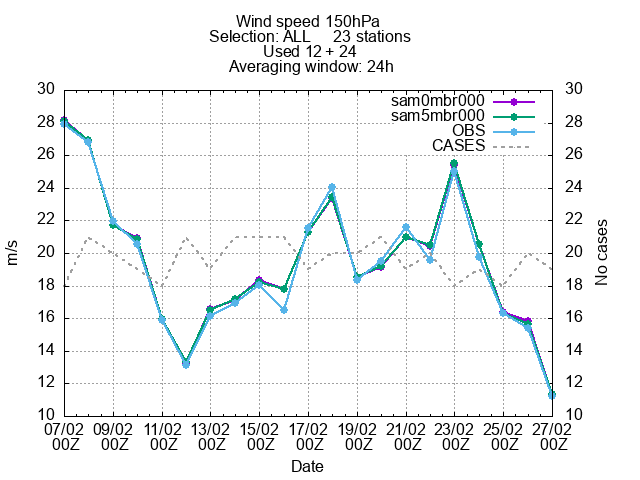 Wind speed 150hPa
Selection: ALL 23 stations
Used 12 + 24
Averaging window: 24h
30 30
sam0mbr000
sam5mbr000
28 OBS 28
CASES
26 26
24 24
22 22
m/s
20 20
No cases
18 18
16 16
14 14
12 12
10 10
07/02 09/02 11/02 13/02 15/02 17/02 19/02 21/02 23/02 25/02 27/02
00Z 00Z 00Z 00Z 00Z 00Z 00Z 00Z 00Z 00Z 00Z
Date